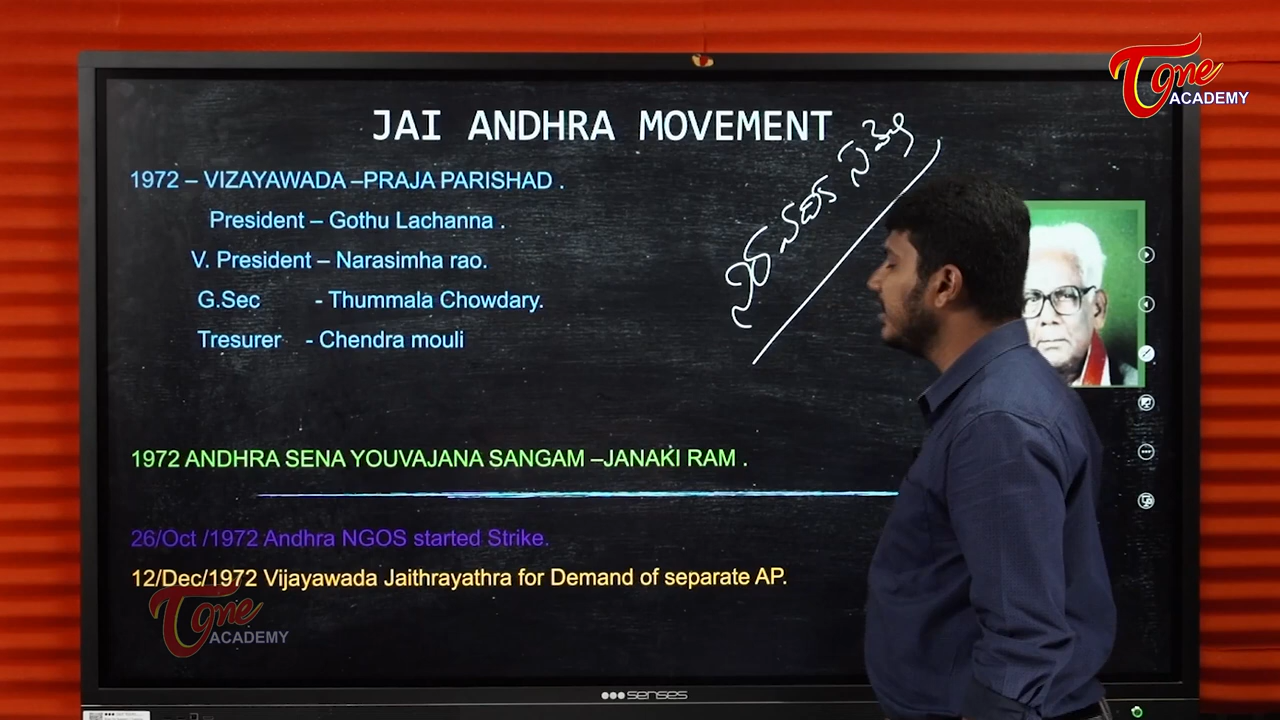 Tone
ACADEMY
JAI ANDHRA MOVEMENT
1972 – VIZAYAWADA –PRAJA PARISHAD .
President – Gothu Lachanna .
V. President – Narasimha rao.
G.Sec - Thummala Chowdary.
Tresurer - Chendra mouli
1972 ANDHRA SENA YOUVAJANA SANGAM –JANAKI RAM .
26/Oct /1972 Andhra NGOS started Strike.
12/Dec/1972 Vijayawada Jaithrayathra for Demand of separate AP.
Tone
ACADEMY
senses